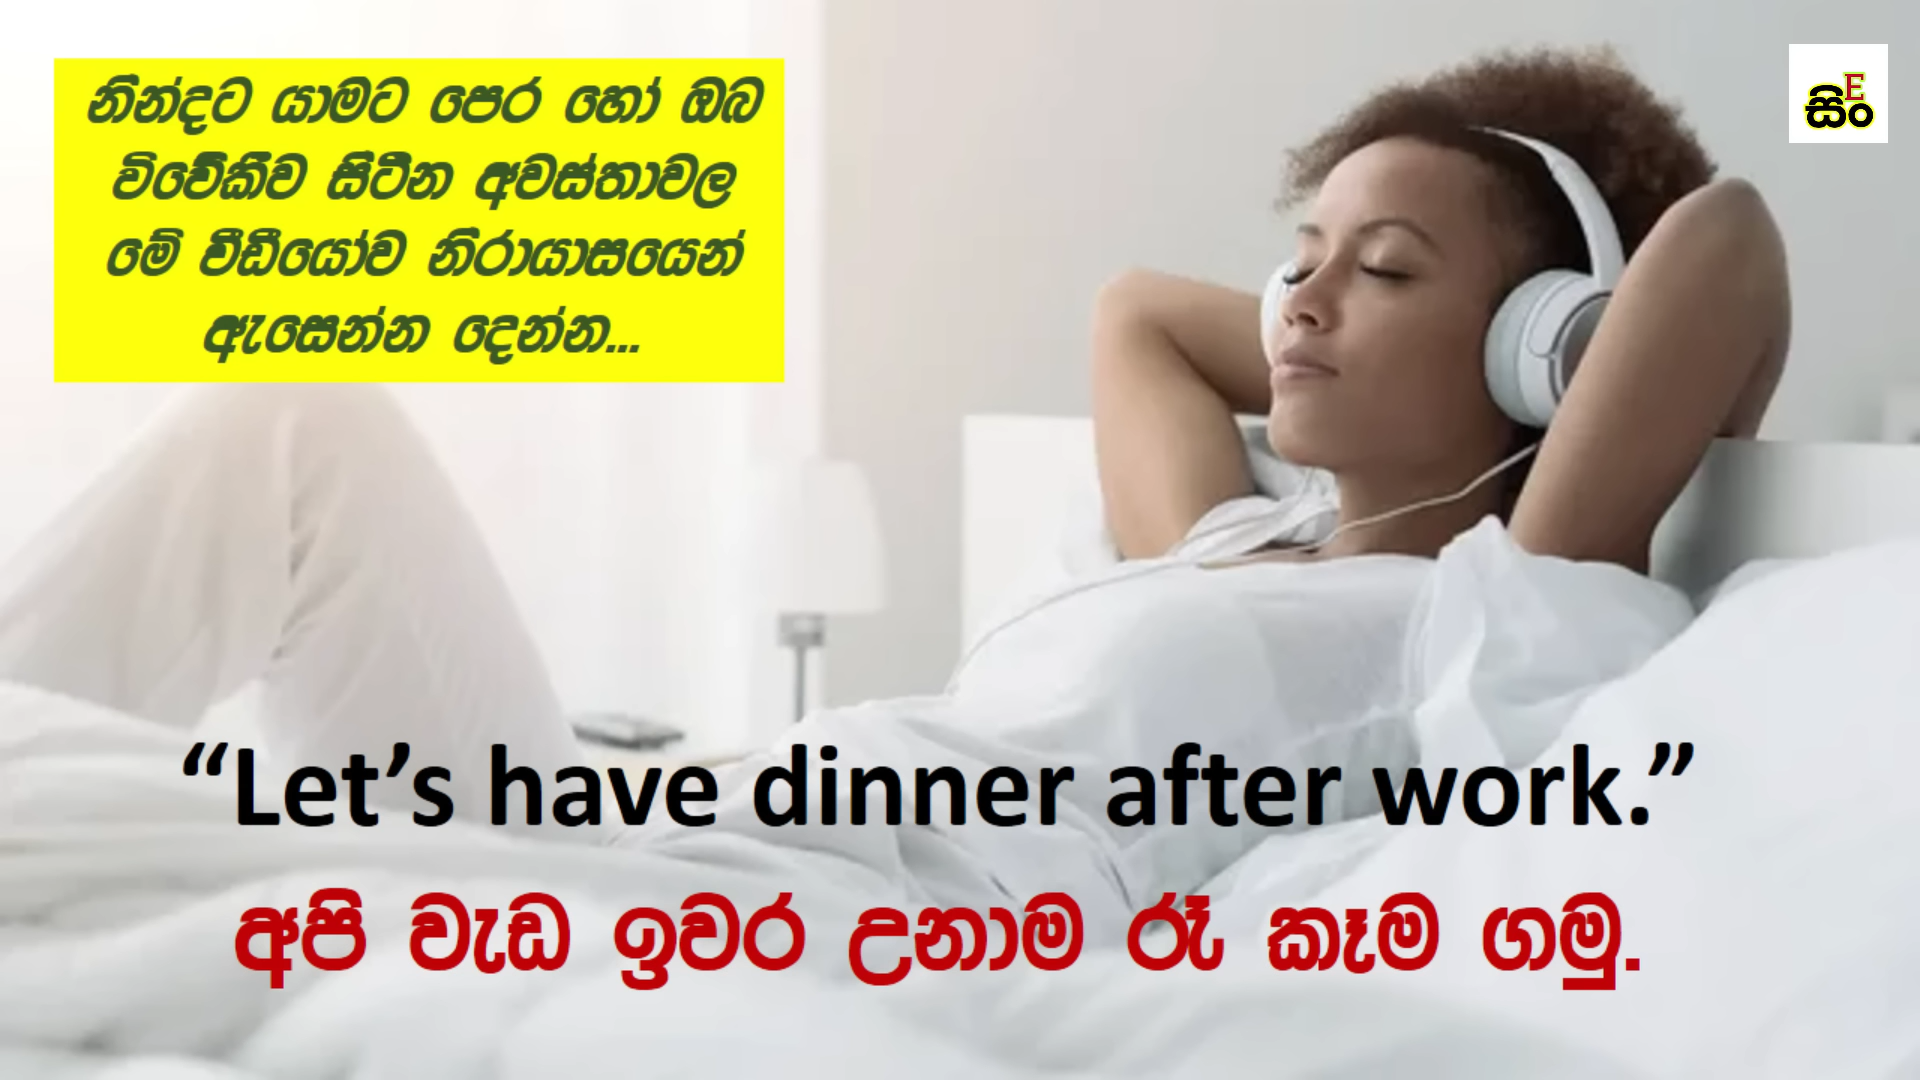 නින්දට යාමට පෙර හෝ ඔබ
විවේකීව සිටින අවස්තාවල
මේ වීඩීයෝව නිරායාසයෙන්
ඇසෙන්න දෙන්න...
E
සිං
“Let’s have dinner after work.”
අපි වැඩ ඉවර උනාම රෑ කෑම ගමු.